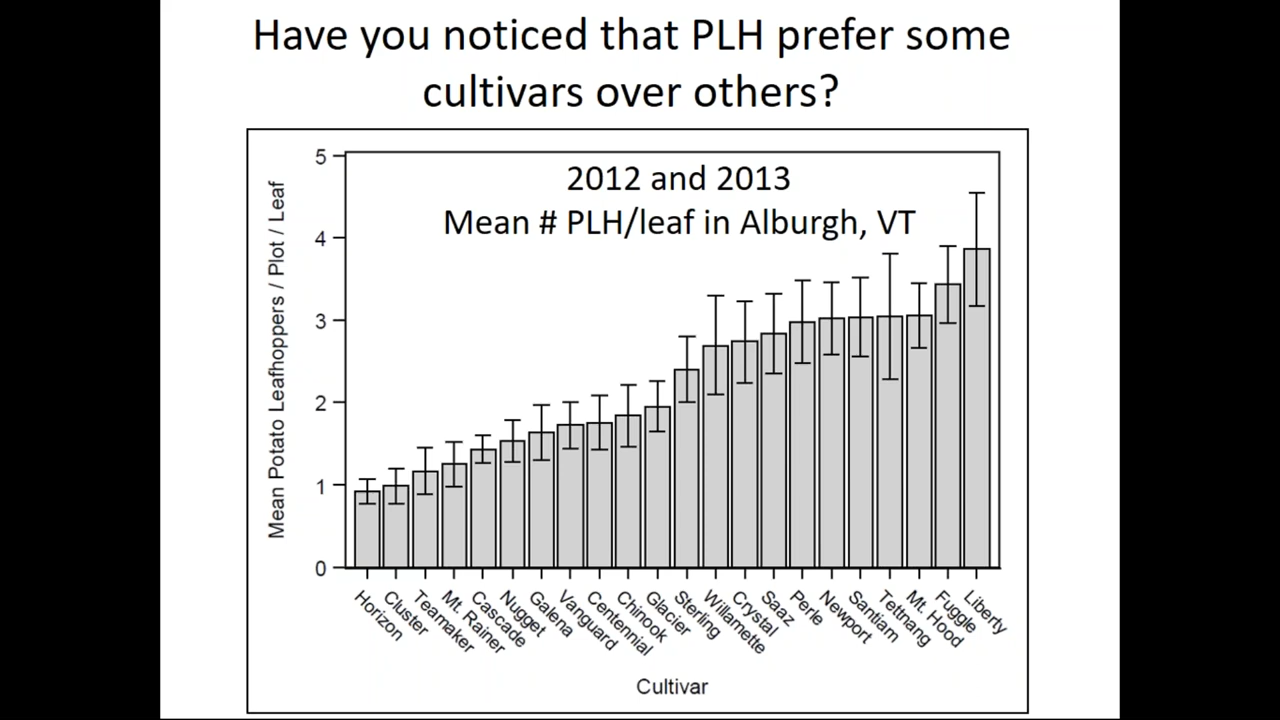 Have you noticed that PLH prefer some
cultivars over others?
2012 and 2013
Mean # PLH/leaf in Alburgh, VT
Mean Potato Leafhoppers / Plot / Leaf
5
4
3
2
1
0
Horizon
Cluster
Teamaker
Mt. Rainer
Cascade
Nugget
Galena
Vanguard
Centennial
Chinook
Glacier
Sterling
Willamette
Crystal
Saaz
Perle
Newport
Santiam
Tettnang
Mt. Hood
Fuggle
Liberty
Cultivar